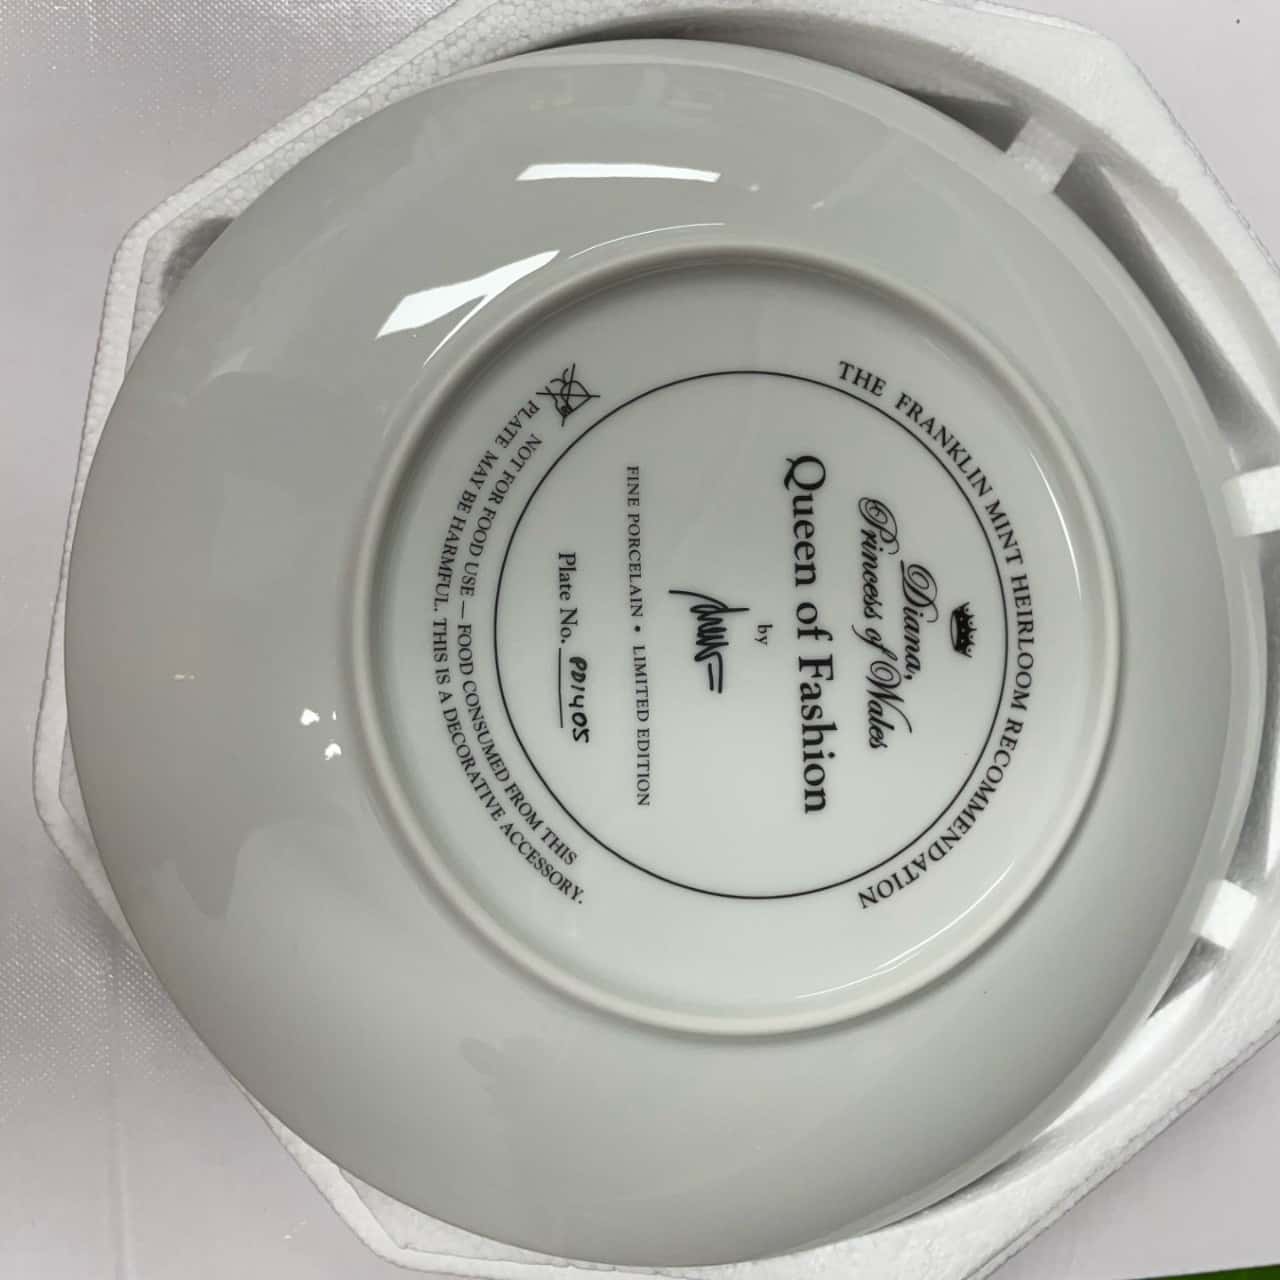 THE FRANKLIN MINT HEIRLOOM RECOMMENDATION
Diana,
Princess of Wales
Queen of Fashion
by
FINE PORCELAIN • LIMITED EDITION
Plate No. PD1405
NOT FOR FOOD USE — FOOD CONSUMED FROM THIS
PLATE MAY BE HARMFUL. THIS IS A DECORATIVE ACCESSORY.